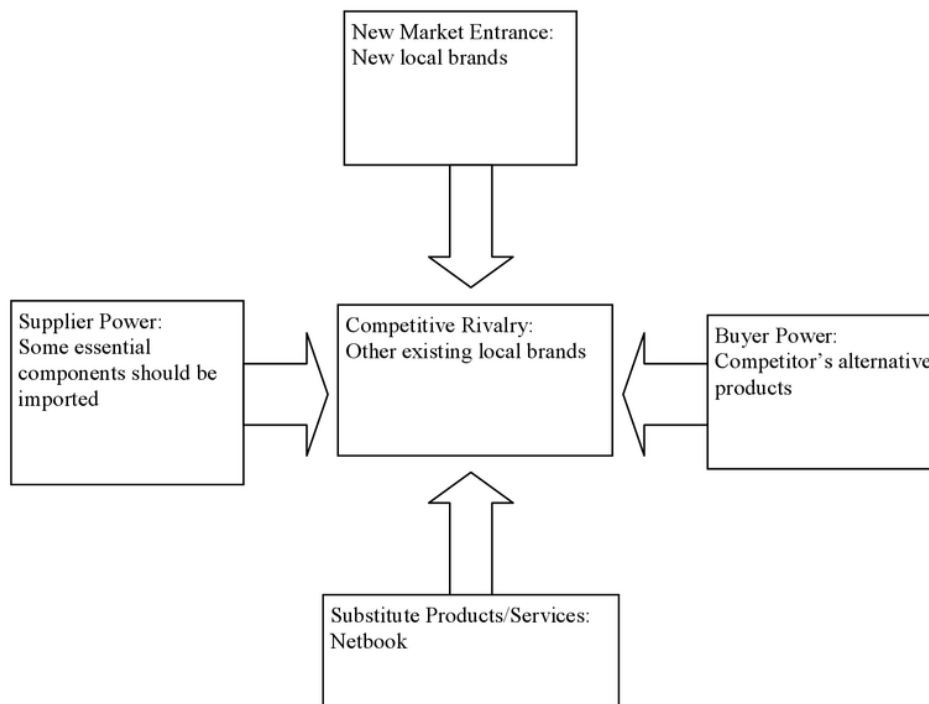 New Market Entrance:
New local brands
Supplier Power:
Some essential
components should be
imported
Competitive Rivalry:
Other existing local brands
Buyer Power:
Competitor’s alternative
products
Substitute Products/Services:
Netbook